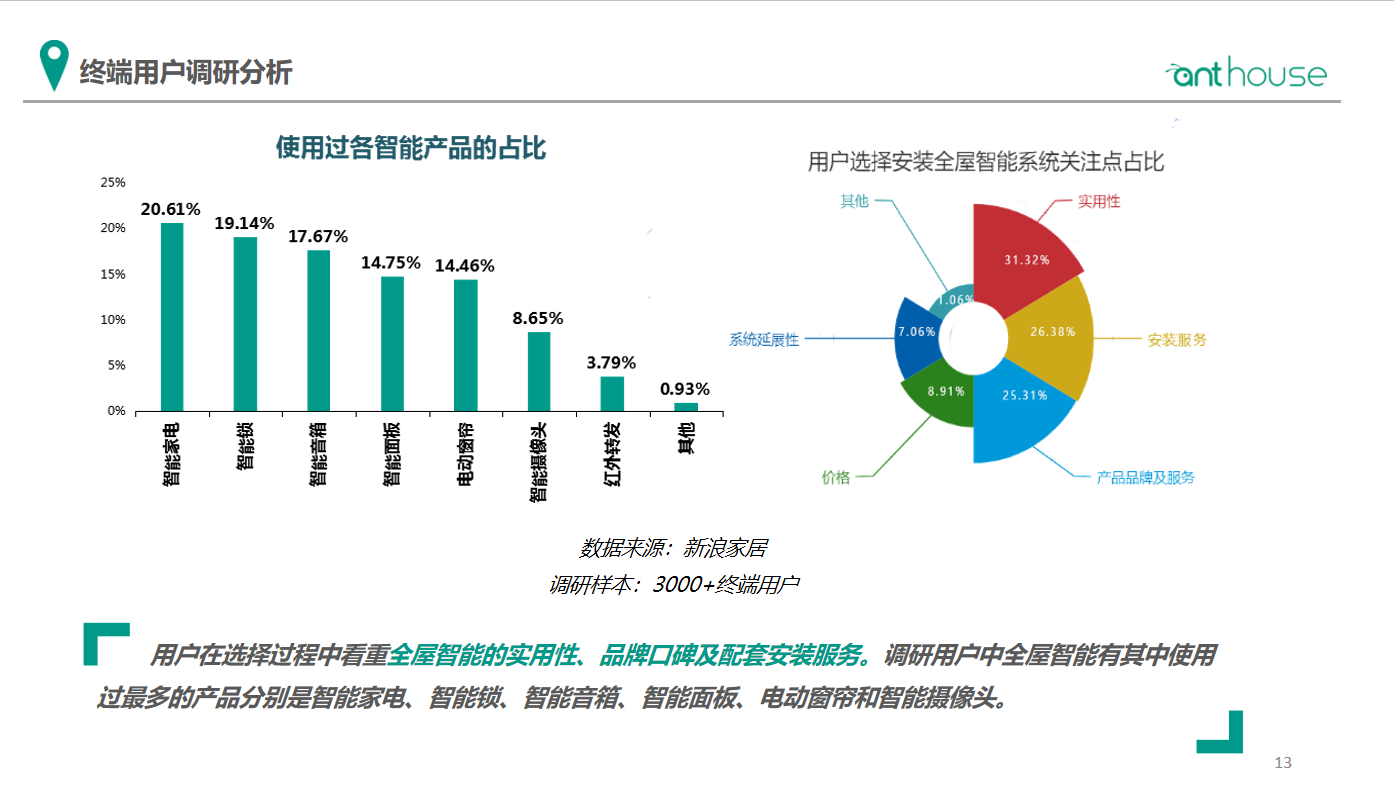 终端用户调研分析
anthouse
使用过各智能产品的占比
25%
20%
15%
10%
5%
0%
20.61%
19.14%
17.67%
14.75%
14.46%
8.65%
3.79%
0.93%
智能家电
智能锁
智能音箱
智能面板
电动窗帘
智能摄像头
红外转发
其他
用户选择安装全屋智能系统关注点占比
其他
实用性
31.32%
1.06%
系统延展性
7.06%
26.38%
安装服务
8.91%
25.31%
价格
产品品牌及服务
数据来源：新浪家居
调研样本：3000+终端用户
用户在选择过程中看重全屋智能的实用性、品牌口碑及配套安装服务。调研用户中全屋智能有其中使用
过最多的产品分别是智能家电、智能锁、智能音箱、智能面板、电动窗帘和智能摄像头。
13